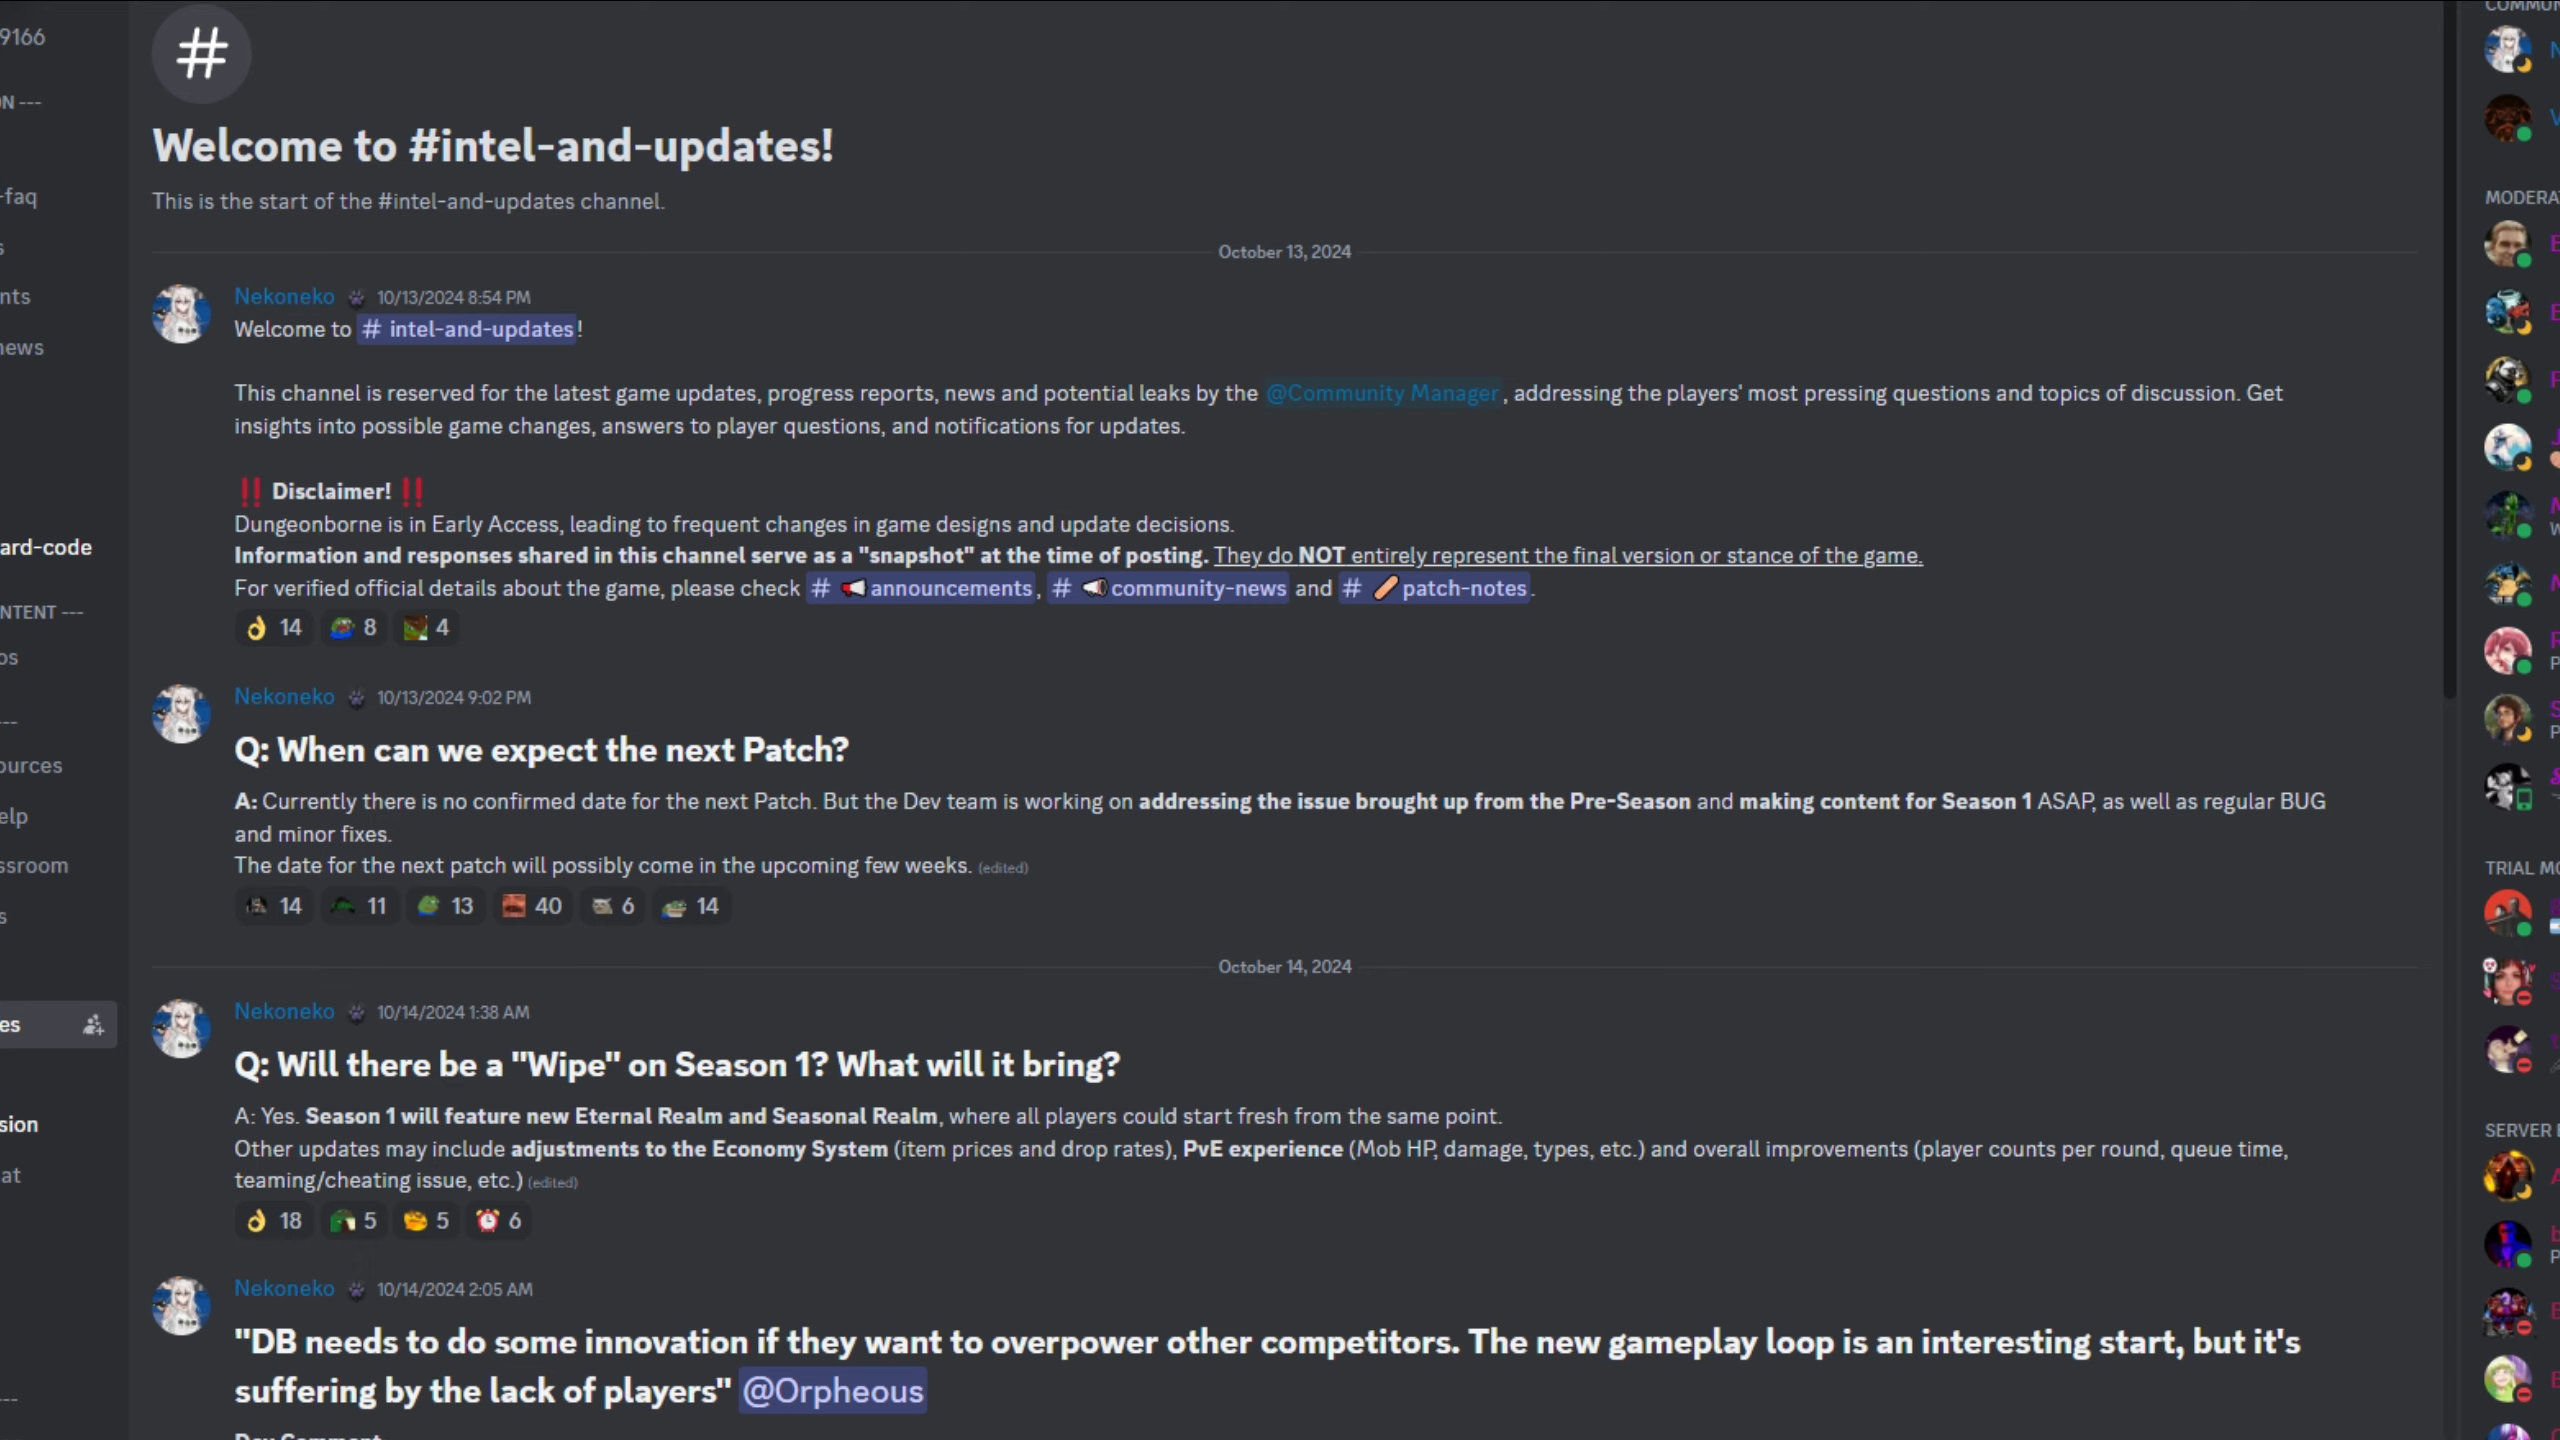 9166
ON ---
-faq
s
nts
news
ard-code
NTENT ---
os
---
ources
elp
ssroom
s
es
sion
at
---
#
Welcome to #intel-and-updates!
This is the start of the #intel-and-updates channel.
October 13, 2024
Nekoneko 10/13/2024 8:54 PM
Welcome to # intel-and-updates!
This channel is reserved for the latest game updates, progress reports, news and potential leaks by the @Community Manager, addressing the players' most pressing questions and topics of discussion. Get
insights into possible game changes, answers to player questions, and notifications for updates.
‼️ Disclaimer! ‼️
Dungeonborne is in Early Access, leading to frequent changes in game designs and update decisions.
Information and responses shared in this channel serve as a "snapshot" at the time of posting. They do NOT entirely represent the final version or stance of the game.
For verified official details about the game, please check # 📢announcements, # 📢community-news and # 🩹patch-notes.
👌 14 8 4
Nekoneko 10/13/2024 9:02 PM
Q: When can we expect the next Patch?
A: Currently there is no confirmed date for the next Patch. But the Dev team is working on addressing the issue brought up from the Pre-Season and making content for Season 1 ASAP, as well as regular BUG
and minor fixes.
The date for the next patch will possibly come in the upcoming few weeks. (edited)
14 11 13 40 6 14
October 14, 2024
Nekoneko 10/14/2024 1:38 AM
Q: Will there be a "Wipe" on Season 1? What will it bring?
A: Yes. Season 1 will feature new Eternal Realm and Seasonal Realm, where all players could start fresh from the same point.
Other updates may include adjustments to the Economy System (item prices and drop rates), PvE experience (Mob HP, damage, types, etc.) and overall improvements (player counts per round, queue time,
teaming/cheating issue, etc.) (edited)
👌 18 5 5 ⏰ 6
Nekoneko 10/14/2024 2:05 AM
"DB needs to do some innovation if they want to overpower other competitors. The new gameplay loop is an interesting start, but it's
suffering by the lack of players" @Orpheous
Dev Comment
COMMUN
MODERA
TRIAL MO
SERVER